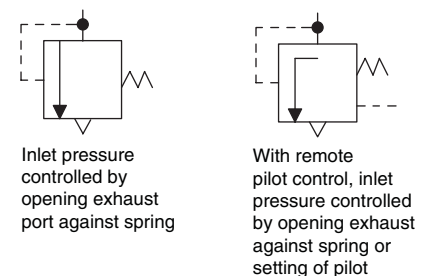 Inlet pressure
controlled by
opening exhaust
port against spring
With remote
pilot control, inlet
pressure controlled
by opening exhaust
against spring or
setting of pilot